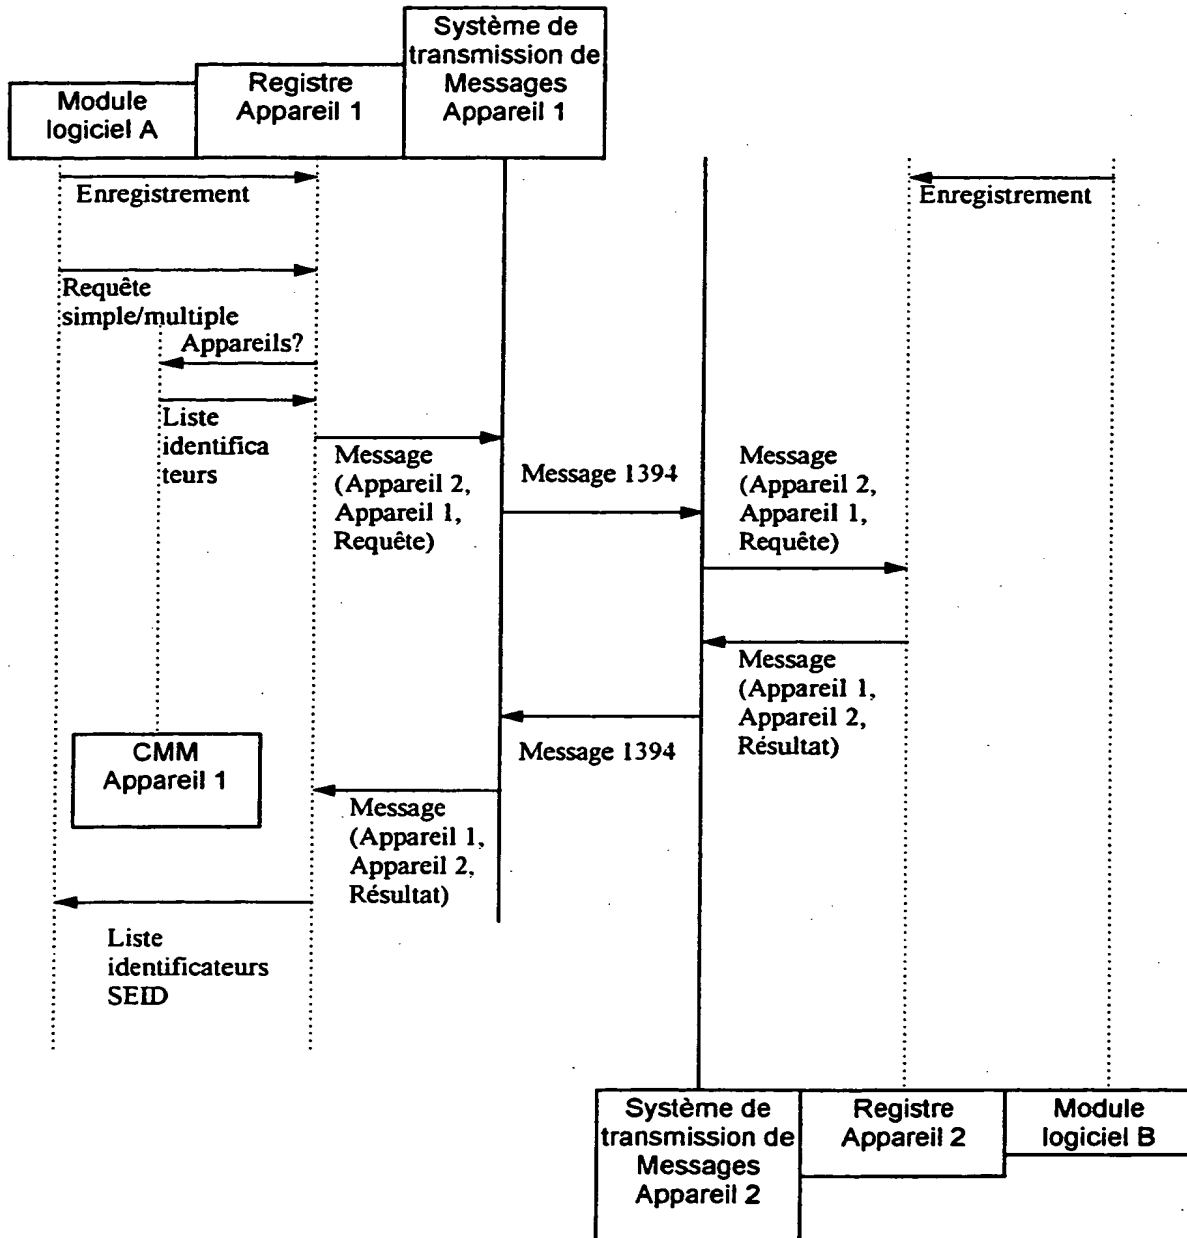 Système de
transmission de
Messages
Appareil 1
Registre
Appareil 1
Module
logiciel A
Enregistrement
Enregistrement
Requête
simple/multiple
Appareils?
Liste
identifica
teurs
Message
(Appareil 2,
Appareil 1,
Requête)
Message 1394
Message
(Appareil 2,
Appareil 1,
Requête)
Message
(Appareil 1,
Appareil 2,
Résultat)
Message 1394
CMM
Appareil 1
Message
(Appareil 1,
Appareil 2,
Résultat)
Liste
identificateurs
SEID
Système de
transmission de
Messages
Appareil 2
Registre
Appareil 2
Module
logiciel B